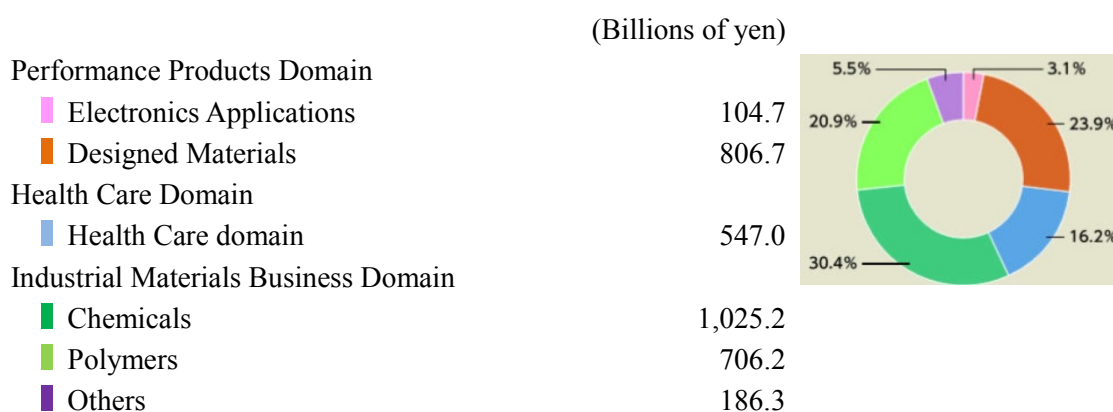 (Billions of yen)
Performance Products Domain
Electronics Applications 104.7
Designed Materials 806.7
Health Care Domain
Health Care domain 547.0
Industrial Materials Business Domain
Chemicals 1,025.2
Polymers 706.2
Others 186.3
5.5% 3.1%
20.9% 23.9%
16.2%
30.4%